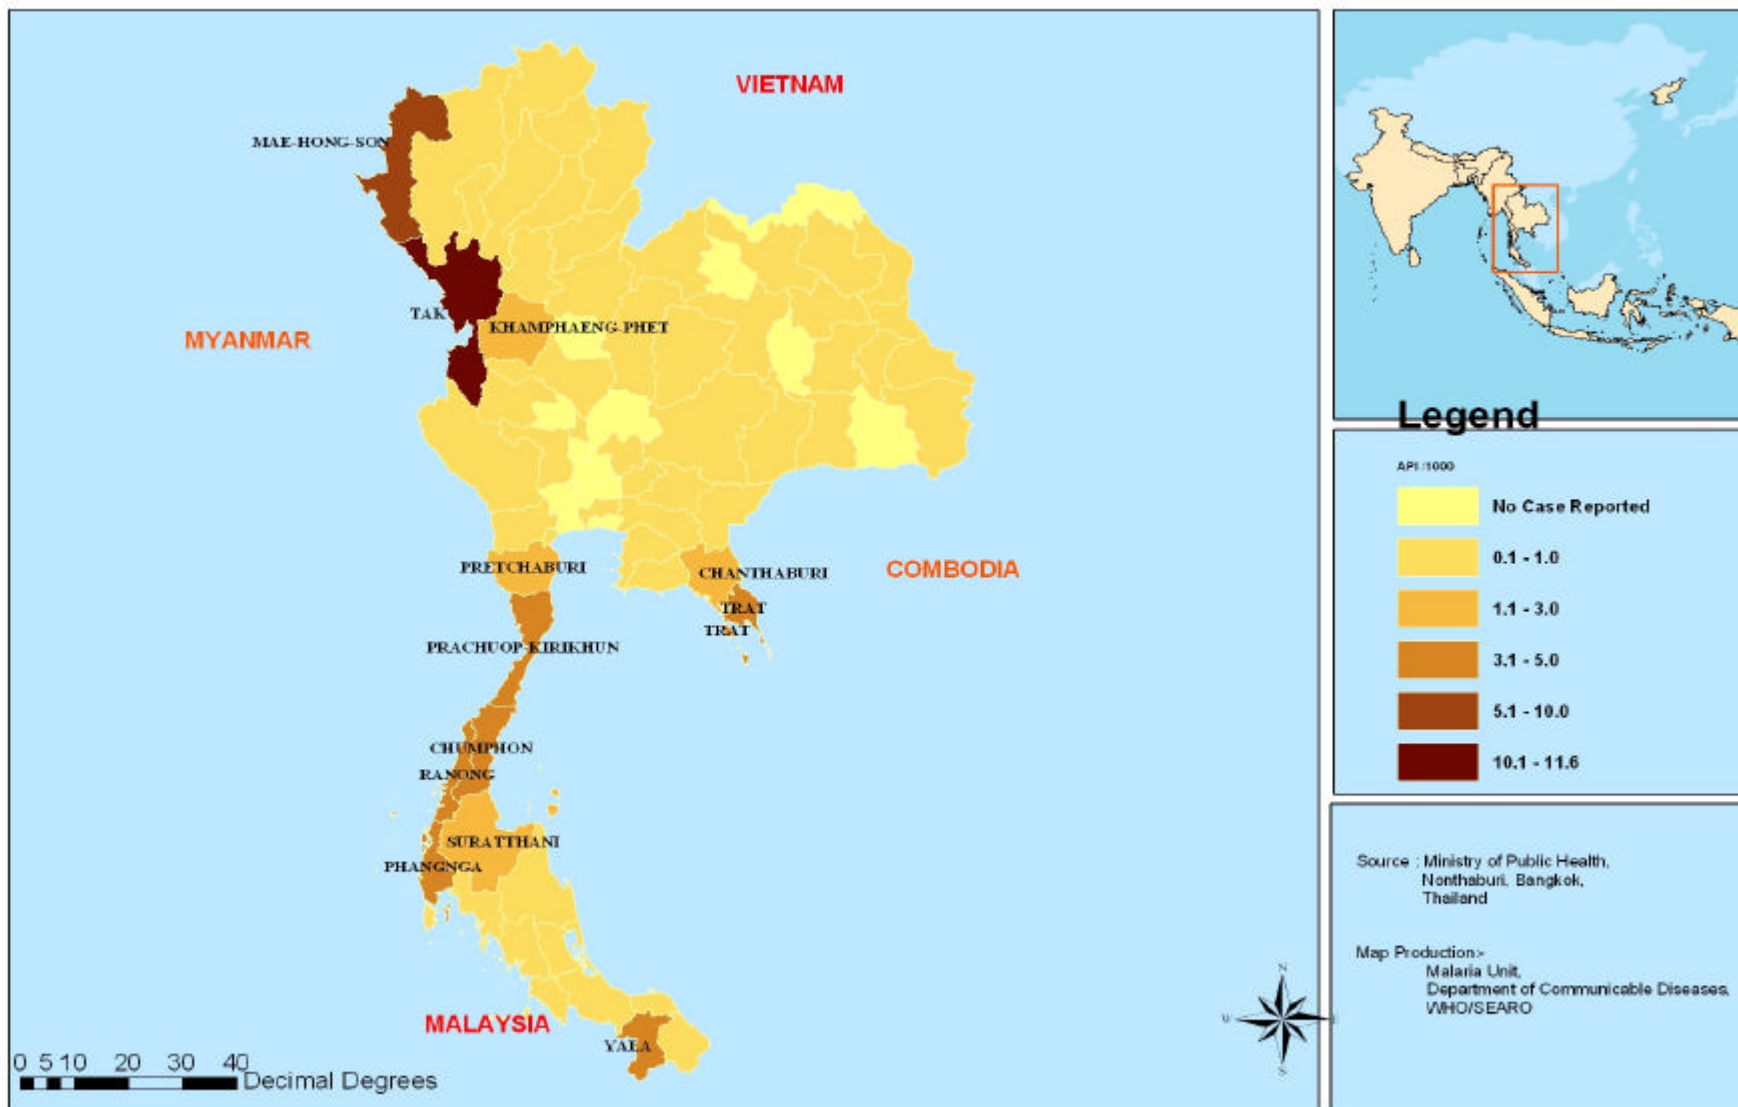 VIETNAM
MAE-HONG-SON
TAK
KHAMPHAENG-PHET
MYANMAR
PRETCHABURI
CHANTHABURI
COMBODIA
TRAT
TRAT
PRACHUOP-KIRIKHUN
CHUMPHON
RANONG
SURATTHANI
PHANGNGA
MALAYSIA
YALA
0 5 10 20 30 40
Decimal Degrees
N
W E
S
Legend
API /1000
No Case Reported
0.1 - 1.0
1.1 - 3.0
3.1 - 5.0
5.1 - 10.0
10.1 - 11.6
Source : Ministry of Public Health,
Nonthaburi, Bangkok,
Thailand
Map Production:-
Malaria Unit,
Department of Communicable Diseases,
WHO/SEARO